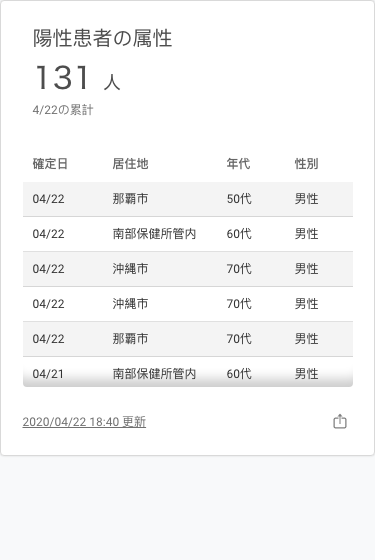 陽性患者の属性
131 人
4/22の累計
確定日 居住地 年代 性別
04/22 那覇市 50代 男性
04/22 南部保健所管内 60代 男性
04/22 沖縄市 70代 男性
04/22 沖縄市 70代 男性
04/22 那覇市 70代 男性
04/21 南部保健所管内 60代 男性
2020/04/22 18:40 更新